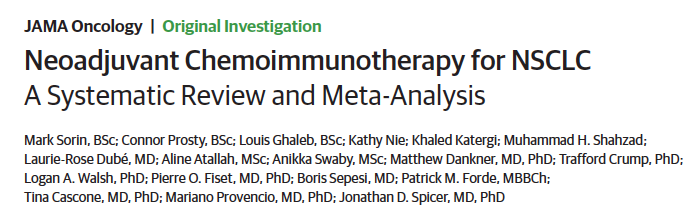 JAMA Oncology | Original Investigation
Neoadjuvant Chemoimmunotherapy for NSCLC
A Systematic Review and Meta-Analysis
Mark Sorin, BSc; Connor Prosty, BSc; Louis Ghaleb, BSc; Kathy Nie; Khaled Katergi; Muhammad H. Shahzad;
Laurie-Rose Dubé, MD; Aline Atallah, MSc; Anikka Swaby, MSc; Matthew Dankner, MD, PhD; Trafford Crump, PhD;
Logan A. Walsh, PhD; Pierre O. Fiset, MD, PhD; Boris Sepesi, MD; Patrick M. Forde, MBBCh;
Tina Cascone, MD, PhD; Mariano Provencio, MD, PhD; Jonathan D. Spicer, MD, PhD